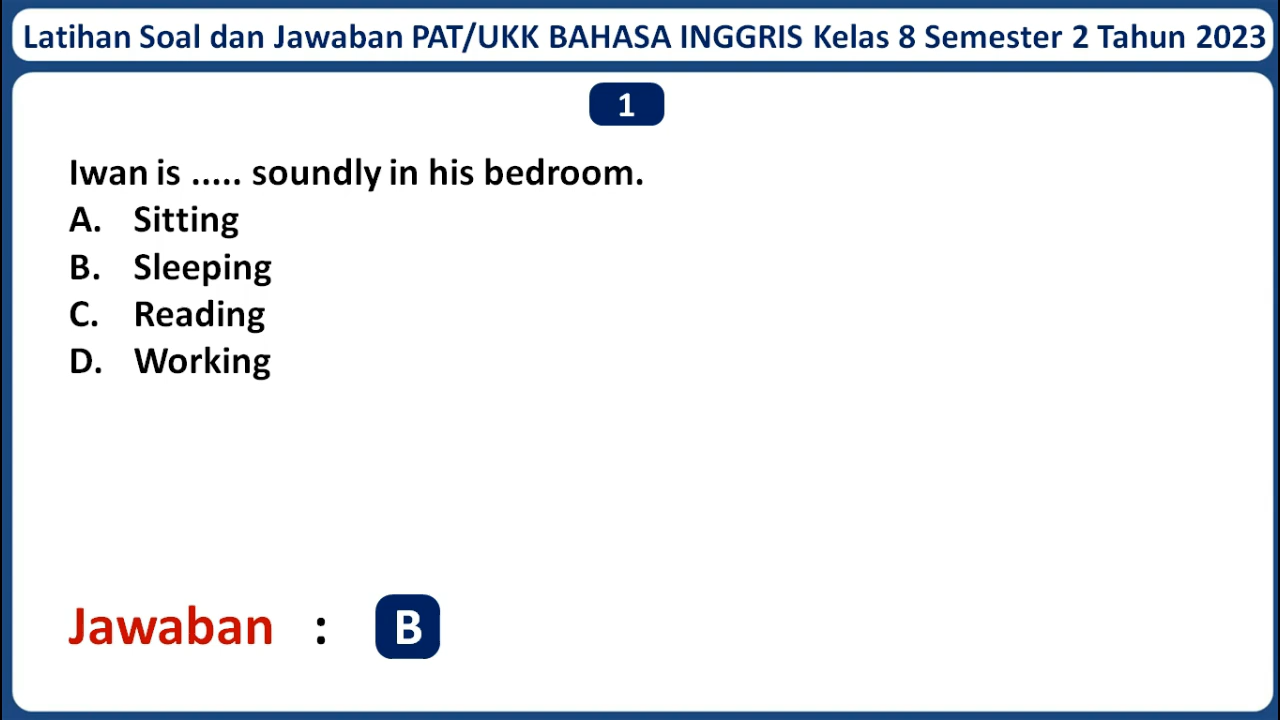 Latihan Soal dan Jawaban PAT/UKK BAHASA INGGRIS Kelas 8 Semester 2 Tahun 2023
1
Iwan is ..... soundly in his bedroom.
A. Sitting
B. Sleeping
C. Reading
D. Working
Jawaban : B